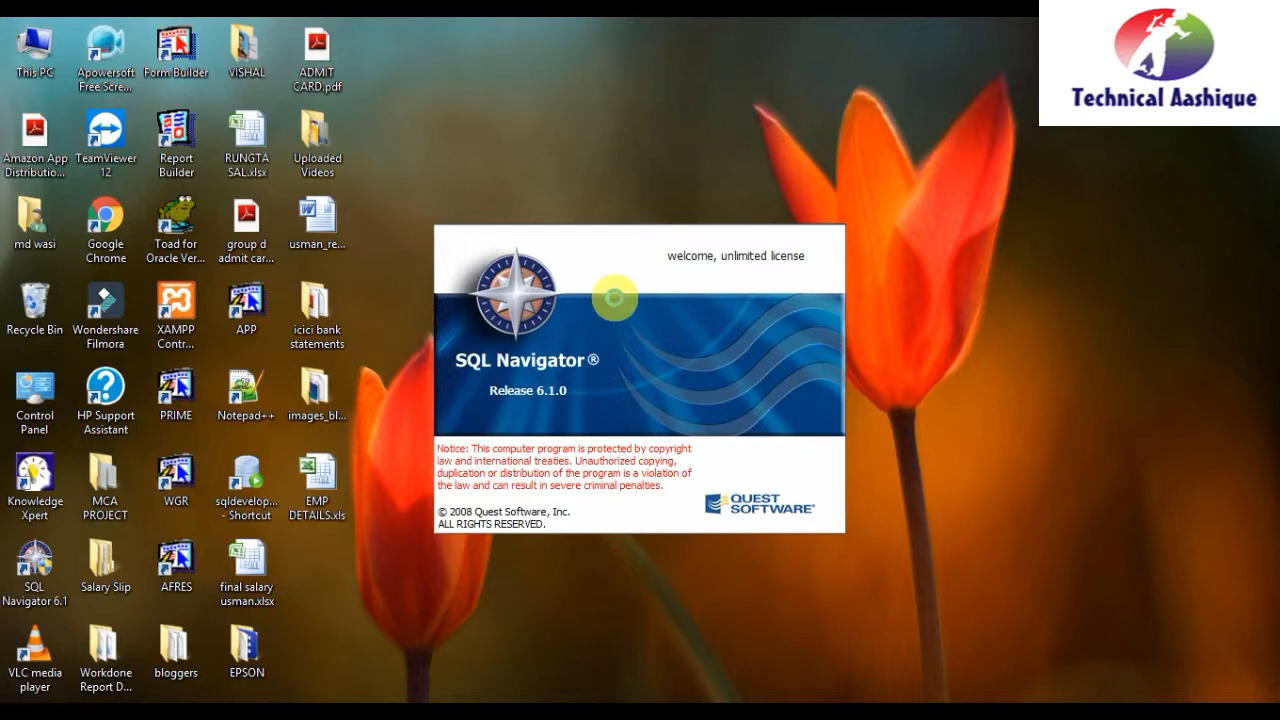 This PC
Apowersoft
Free Scre...
Form Builder
VISHAL
ADMIT
CARD.pdf
Amazon App
Distributio...
TeamViewer
12
Report
Builder
RUNGTA
SAL.xlsx
Uploaded
Videos
md wasi
Google
Chrome
Toad for
Oracle Ver...
group d
admit car...
usman_re...
Recycle Bin
Wondershare
Filmora
XAMPP
Contr...
APP
icici bank
statements
Control
Panel
HP Support
Assistant
PRIME
Notepad++
images_bl...
Knowledge
Xpert
MCA
PROJECT
WGR
sqldevelop...
- Shortcut
EMP
DETAILS.xls
SQL
Navigator 6.1
Salary Slip
AFRES
final salary
usman.xlsx
VLC media
player
Workdone
Report D...
bloggers
EPSON
welcome, unlimited license
SQL Navigator®
Release 6.1.0
Notice: This computer program is protected by copyright
law and international treaties. Unauthorized copying,
duplication or distribution of the program is a violation of
the law and can result in severe criminal penalties.
QUEST
SOFTWARE®
© 2008 Quest Software, Inc.
ALL RIGHTS RESERVED.
Technical Aashique